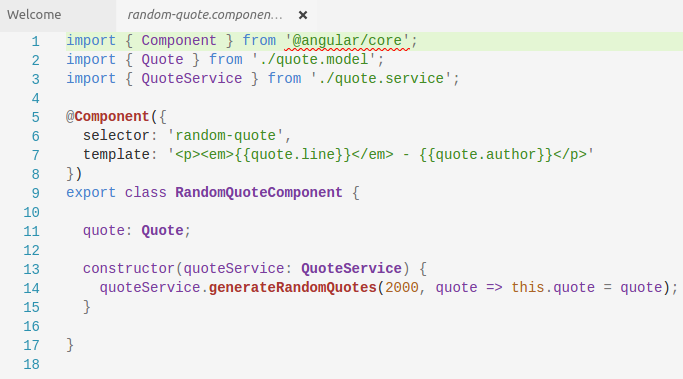 Welcome random-quote.componen... ×
1 import { Component } from '@angular/core';
2 import { Quote } from './quote.model';
3 import { QuoteService } from './quote.service';
4
5 @Component({
6   selector: 'random-quote',
7   template: '<p><em>{{quote.line}}</em> - {{quote.author}}</p>'
8 })
9 export class RandomQuoteComponent {
10
11   quote: Quote;
12
13   constructor(quoteService: QuoteService) {
14     quoteService.generateRandomQuotes(2000, quote => this.quote = quote);
15   }
16
17 }
18